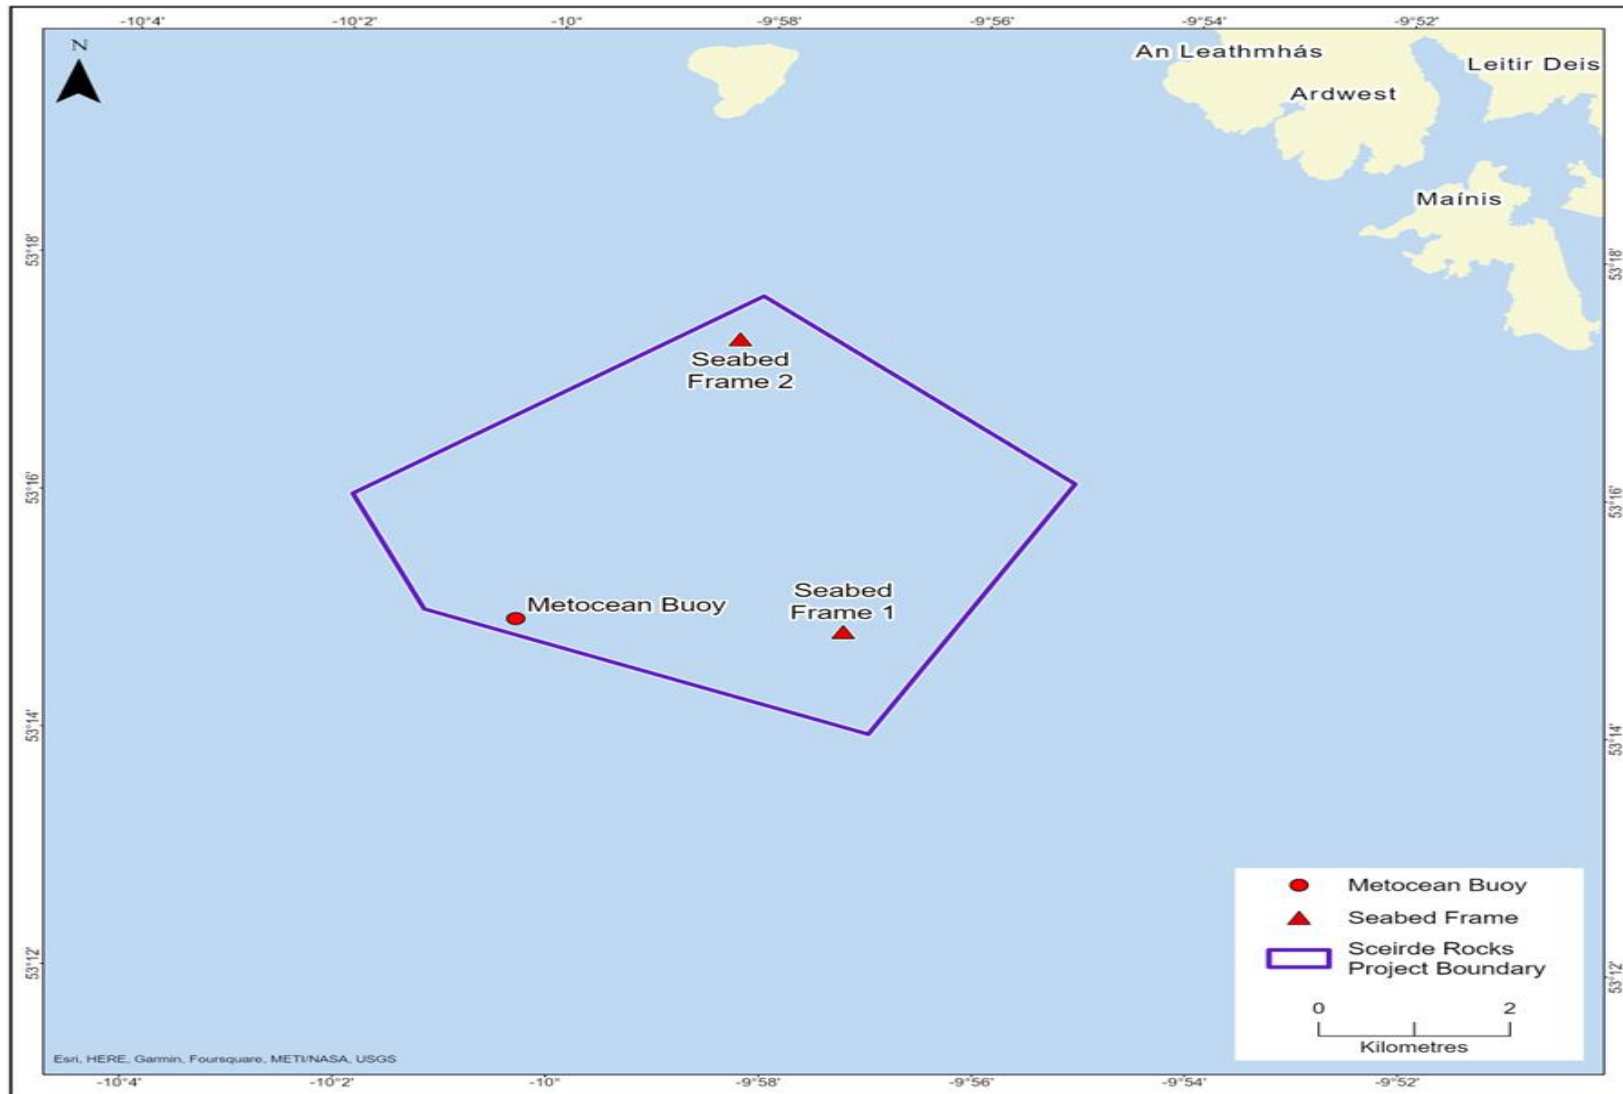 -10°4'
-10°2'
-10°
-9°58'
-9°56'
-9°54'
-9°52'
N
An Leathmhás
Leitir Deis
Ardwest
Maínis
53°18'
53°18'
Seabed
Frame 2
53°16'
53°16'
Seabed
Frame 1
Metocean Buoy
53°14'
53°14'
53°12'
53°12'
Metocean Buoy
Seabed Frame
Sceirde Rocks
Project Boundary
0 2
Kilometres
Esri, HERE, Garmin, Foursquare, METI/NASA, USGS
-10°4'
-10°2'
-10°
-9°58'
-9°56'
-9°54'
-9°52'